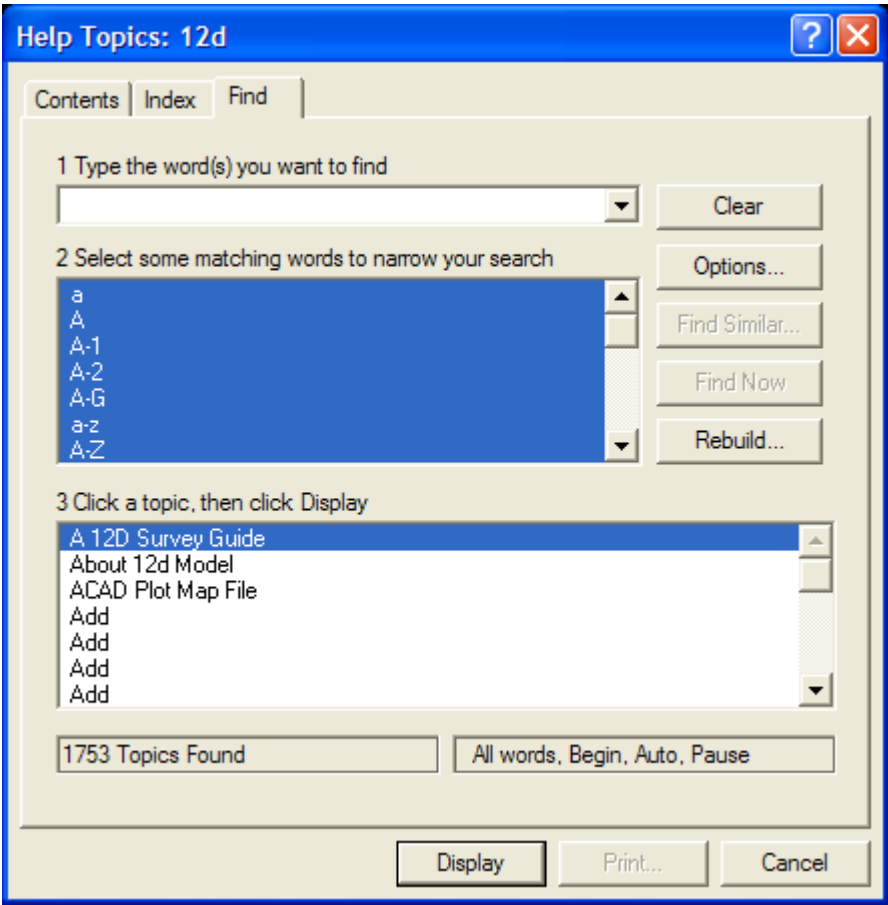 Help Topics: 12d
Contents Index Find
1 Type the word(s) you want to find
Clear
2 Select some matching words to narrow your search
Options...
a
A
A-1
A-2
A-G
a-z
A-Z
Find Similar...
Find Now
Rebuild...
3 Click a topic, then click Display
A 12D Survey Guide
About 12d Model
ACAD Plot Map File
Add
Add
Add
Add
1753 Topics Found
All words, Begin, Auto, Pause
Display Print... Cancel